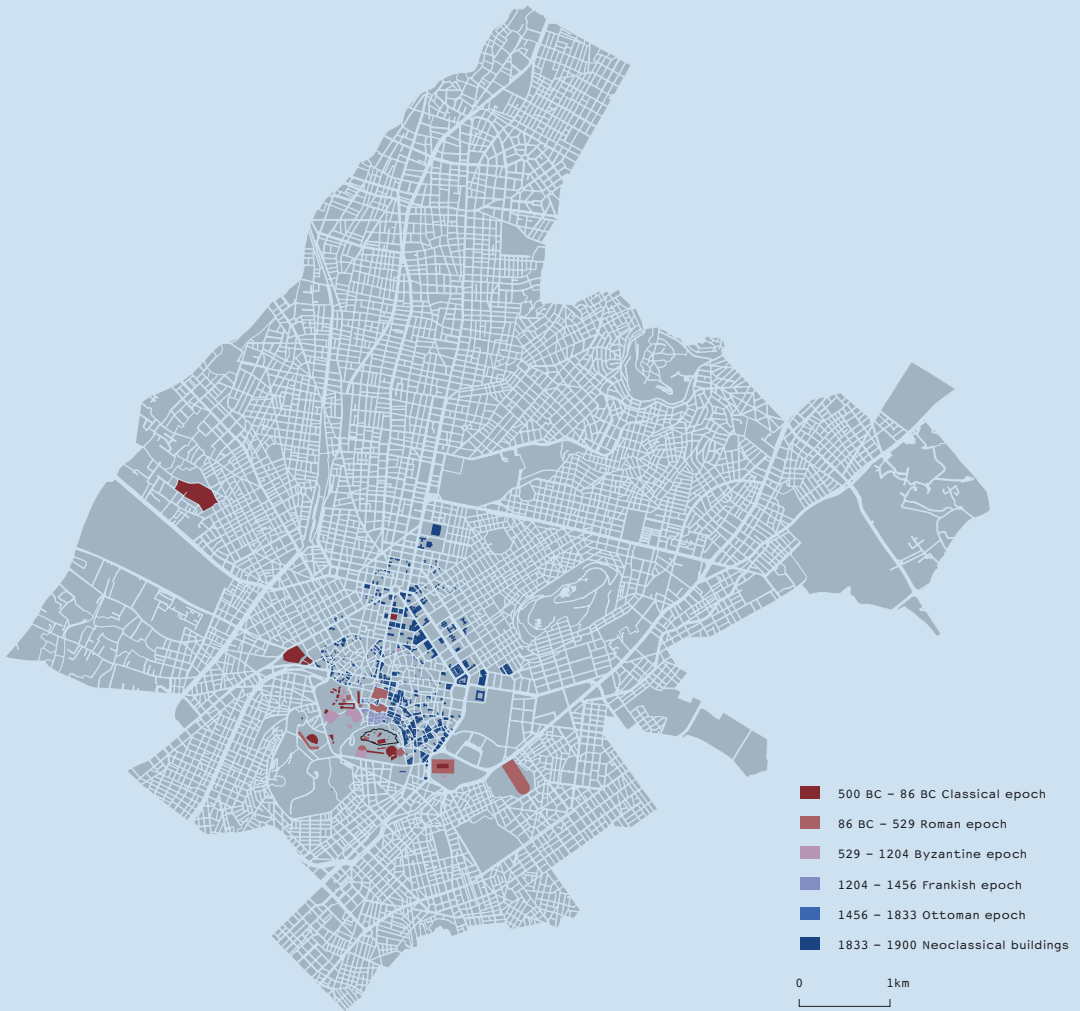 500 BC – 86 BC Classical epoch
86 BC – 529 Roman epoch
529 – 1204 Byzantine epoch
1204 – 1456 Frankish epoch
1456 – 1833 Ottoman epoch
1833 – 1900 Neoclassical buildings
0 1km